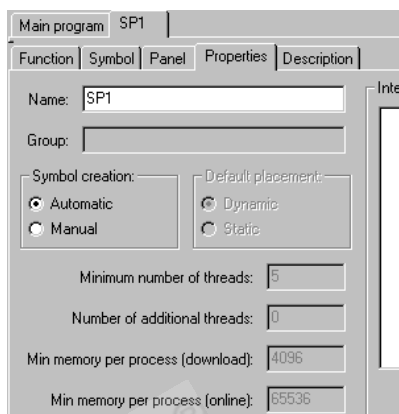 Main program SP1
Function Symbol Panel Properties Description
Name: SP1
Inte
Group:
Symbol creation: Default placement:
Automatic Dynamic
Manual Static
Minimum number of threads: 5
Number of additional threads: 0
Min memory per process (download): 4096
Min memory per process (online): 65536